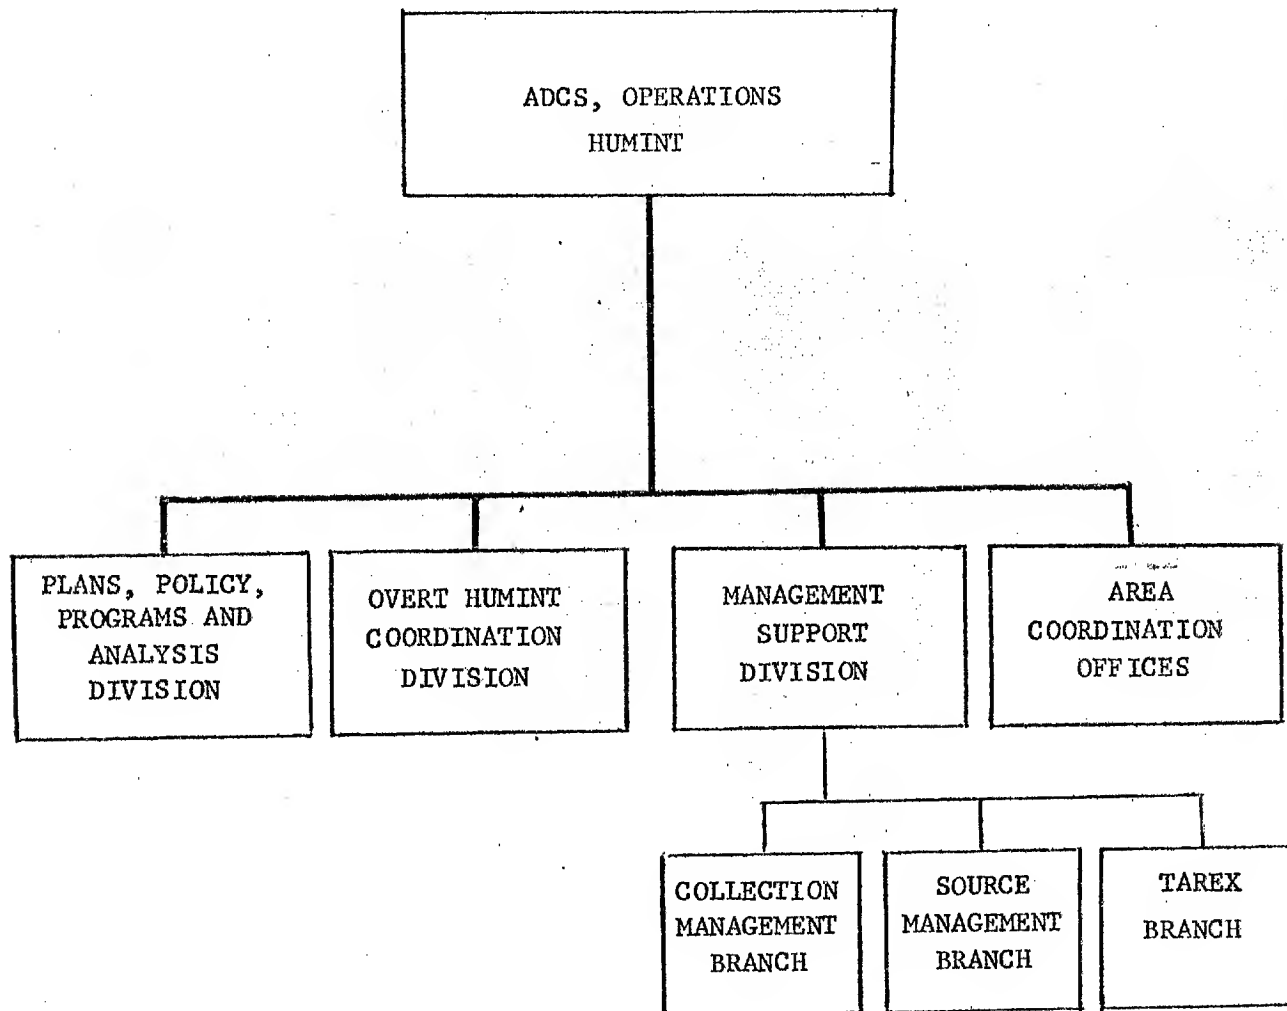 ADCS, OPERATIONS
HUMINT
PLANS, POLICY,
PROGRAMS AND
ANALYSIS
DIVISION
OVERT HUMINT
COORDINATION
DIVISION
MANAGEMENT
SUPPORT
DIVISION
AREA
COORDINATION
OFFICES
COLLECTION
MANAGEMENT
BRANCH
SOURCE
MANAGEMENT
BRANCH
TAREX
BRANCH